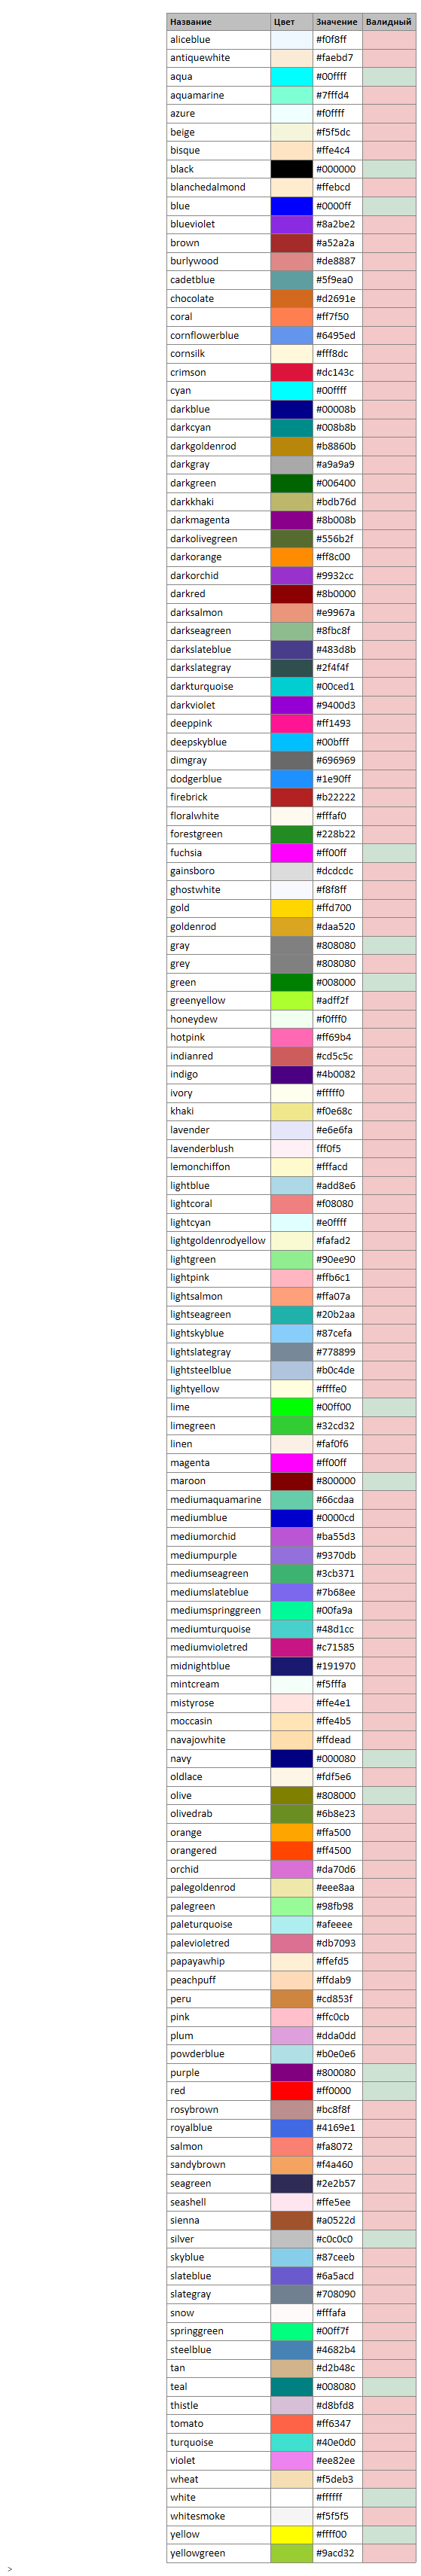 Название Цвет Значение Валидный
aliceblue #f0f8ff
antiquewhite #faebd7
aqua #00ffff
aquamarine #7fffd4
azure #f0ffff
beige #f5f5dc
bisque #ffe4c4
black #000000
blanchedalmond #ffebcd
blue #0000ff
blueviolet #8a2be2
brown #a52a2a
burlywood #de8887
cadetblue #5f9ea0
chocolate #d2691e
coral #ff7f50
cornflowerblue #6495ed
cornsilk #fff8dc
crimson #dc143c
cyan #00ffff
darkblue #00008b
darkcyan #008b8b
darkgoldenrod #b8860b
darkgray #a9a9a9
darkgreen #006400
darkkhaki #bdb76d
darkmagenta #8b008b
darkolivegreen #556b2f
darkorange #ff8c00
darkorchid #9932cc
darkred #8b0000
darksalmon #e9967a
darkseagreen #8fbc8f
darkslateblue #483d8b
darkslategray #2f4f4f
darkturquoise #00ced1
darkviolet #9400d3
deeppink #ff1493
deepskyblue #00bfff
dimgray #696969
dodgerblue #1e90ff
firebrick #b22222
floralwhite #fffaf0
forestgreen #228b22
fuchsia #ff00ff
gainsboro #dcdcdc
ghostwhite #f8f8ff
gold #ffd700
goldenrod #daa520
gray #808080
grey #808080
green #008000
greenyellow #adff2f
honeydew #f0fff0
hotpink #ff69b4
indianred #cd5c5c
indigo #4b0082
ivory #fffff0
khaki #f0e68c
lavender #e6e6fa
lavenderblush fff0f5
lemonchiffon #fffacd
lightblue #add8e6
lightcoral #f08080
lightcyan #e0ffff
lightgoldenrodyellow #fafad2
lightgreen #90ee90
lightpink #ffb6c1
lightsalmon #ffa07a
lightseagreen #20b2aa
lightskyblue #87cefa
lightslategray #778899
lightsteelblue #b0c4de
lightyellow #ffffe0
lime #00ff00
limegreen #32cd32
linen #faf0f6
magenta #ff00ff
maroon #800000
mediumaquamarine #66cdaa
mediumblue #0000cd
mediumorchid #ba55d3
mediumpurple #9370db
mediumseagreen #3cb371
mediumslateblue #7b68ee
mediumspringgreen #00fa9a
mediumturquoise #48d1cc
mediumvioletred #c71585
midnightblue #191970
mintcream #f5fffa
mistyrose #ffe4e1
moccasin #ffe4b5
navajowhite #ffdead
navy #000080
oldlace #fdf5e6
olive #808000
olivedrab #6b8e23
orange #ffa500
orangered #ff4500
orchid #da70d6
palegoldenrod #eee8aa
palegreen #98fb98
paleturquoise #afeeee
palevioletred #db7093
papayawhip #ffefd5
peachpuff #ffdab9
peru #cd853f
pink #ffc0cb
plum #dda0dd
powderblue #b0e0e6
purple #800080
red #ff0000
rosybrown #bc8f8f
royalblue #4169e1
salmon #fa8072
sandybrown #f4a460
seagreen #2e2b57
seashell #ffe5ee
sienna #a0522d
silver #c0c0c0
skyblue #87ceeb
slateblue #6a5acd
slategray #708090
snow #fffafa
springgreen #00ff7f
steelblue #4682b4
tan #d2b48c
teal #008080
thistle #d8bfd8
tomato #ff6347
turquoise #40e0d0
violet #ee82ee
wheat #f5deb3
white #ffffff
whitesmoke #f5f5f5
yellow #ffff00
yellowgreen #9acd32
>